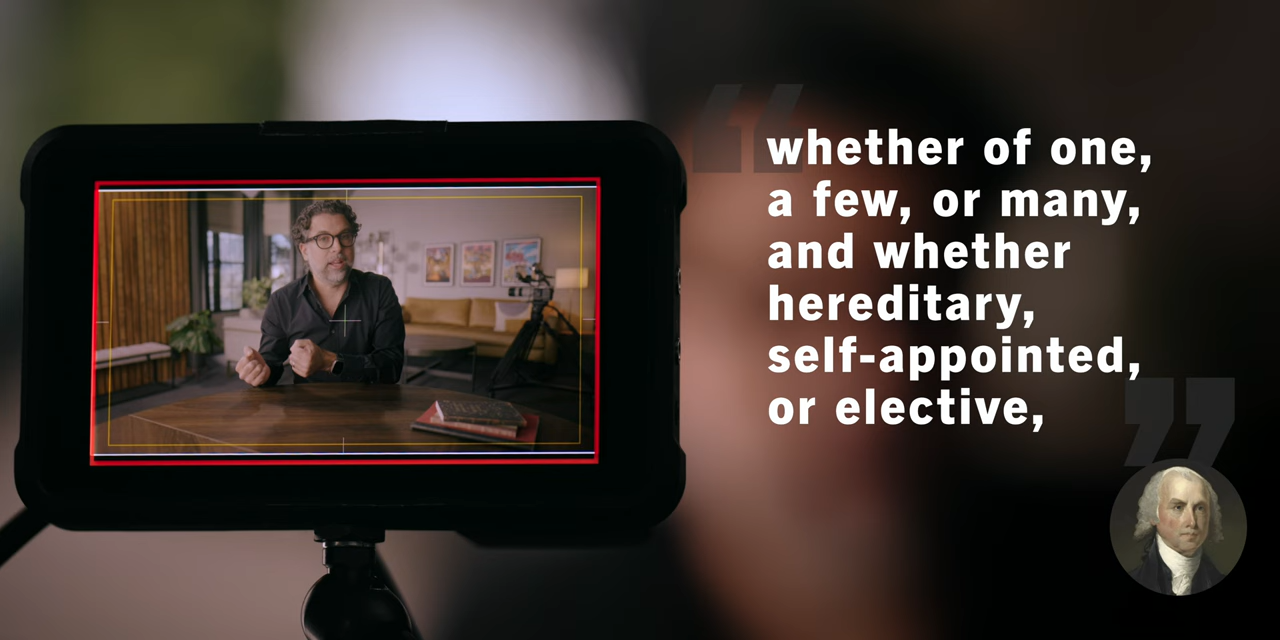 whether of one,
a few, or many,
and whether
hereditary,
self-appointed,
or elective,